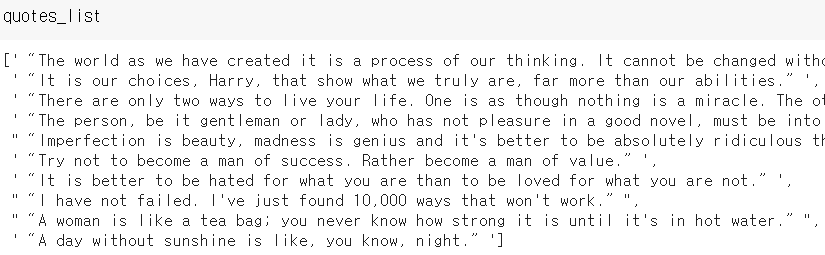 quotes_list
[' “The world as we have created it is a process of our thinking. It cannot be changed witho
' “It is our choices, Harry, that show what we truly are, far more than our abilities.” ',
' “There are only two ways to live your life. One is as though nothing is a miracle. The ot
' “The person, be it gentleman or lady, who has not pleasure in a good novel, must be into
" “Imperfection is beauty, madness is genius and it's better to be absolutely ridiculous th
' “Try not to become a man of success. Rather become a man of value.” ',
' “It is better to be hated for what you are than to be loved for what you are not.” ',
" “I have not failed. I've just found 10,000 ways that won't work.” ",
" “A woman is like a tea bag; you never know how strong it is until it's in hot water.” ",
' “A day without sunshine is like, you know, night.” ']